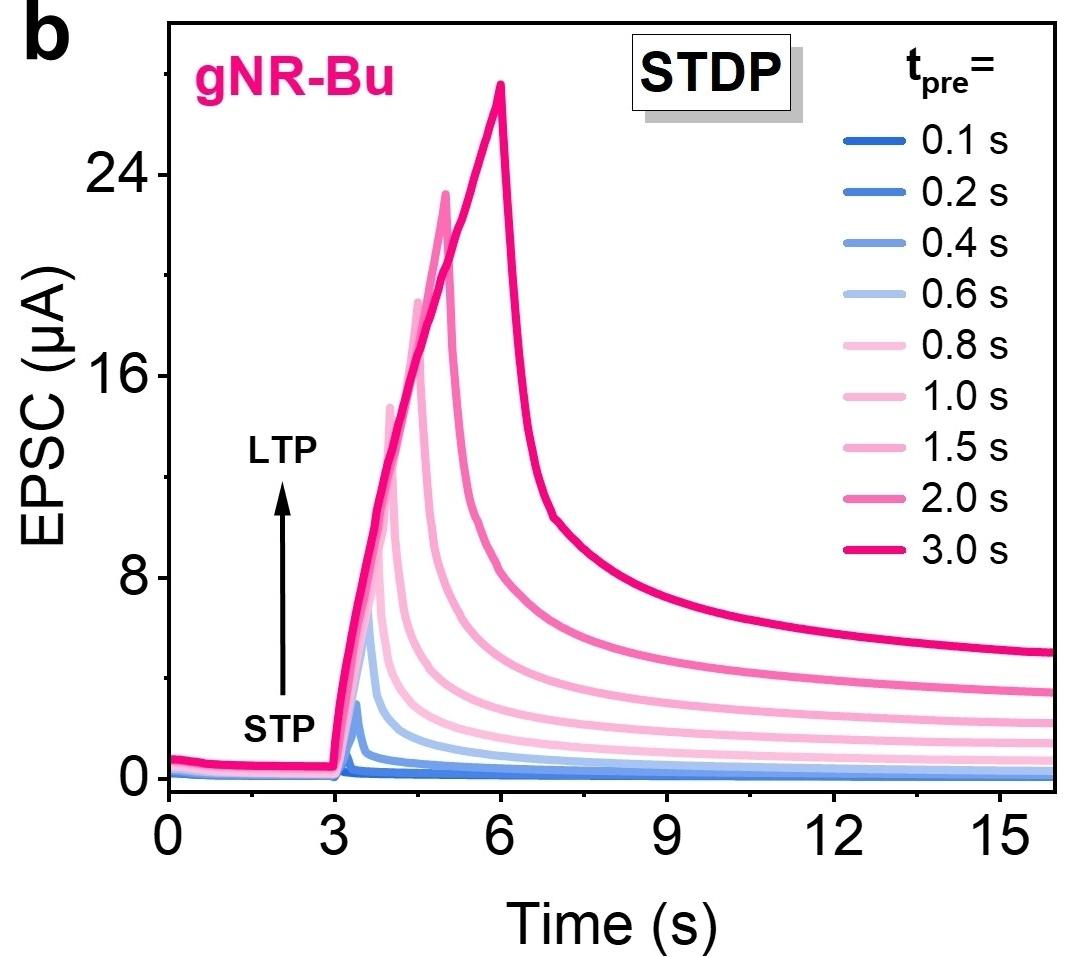 b
gNR-Bu
STDP
t_pre=
0.1 s
0.2 s
0.4 s
0.6 s
0.8 s
1.0 s
1.5 s
2.0 s
3.0 s
LTP
STP
EPSC (μA)
24
16
8
0
0 3 6 9 12 15
Time (s)